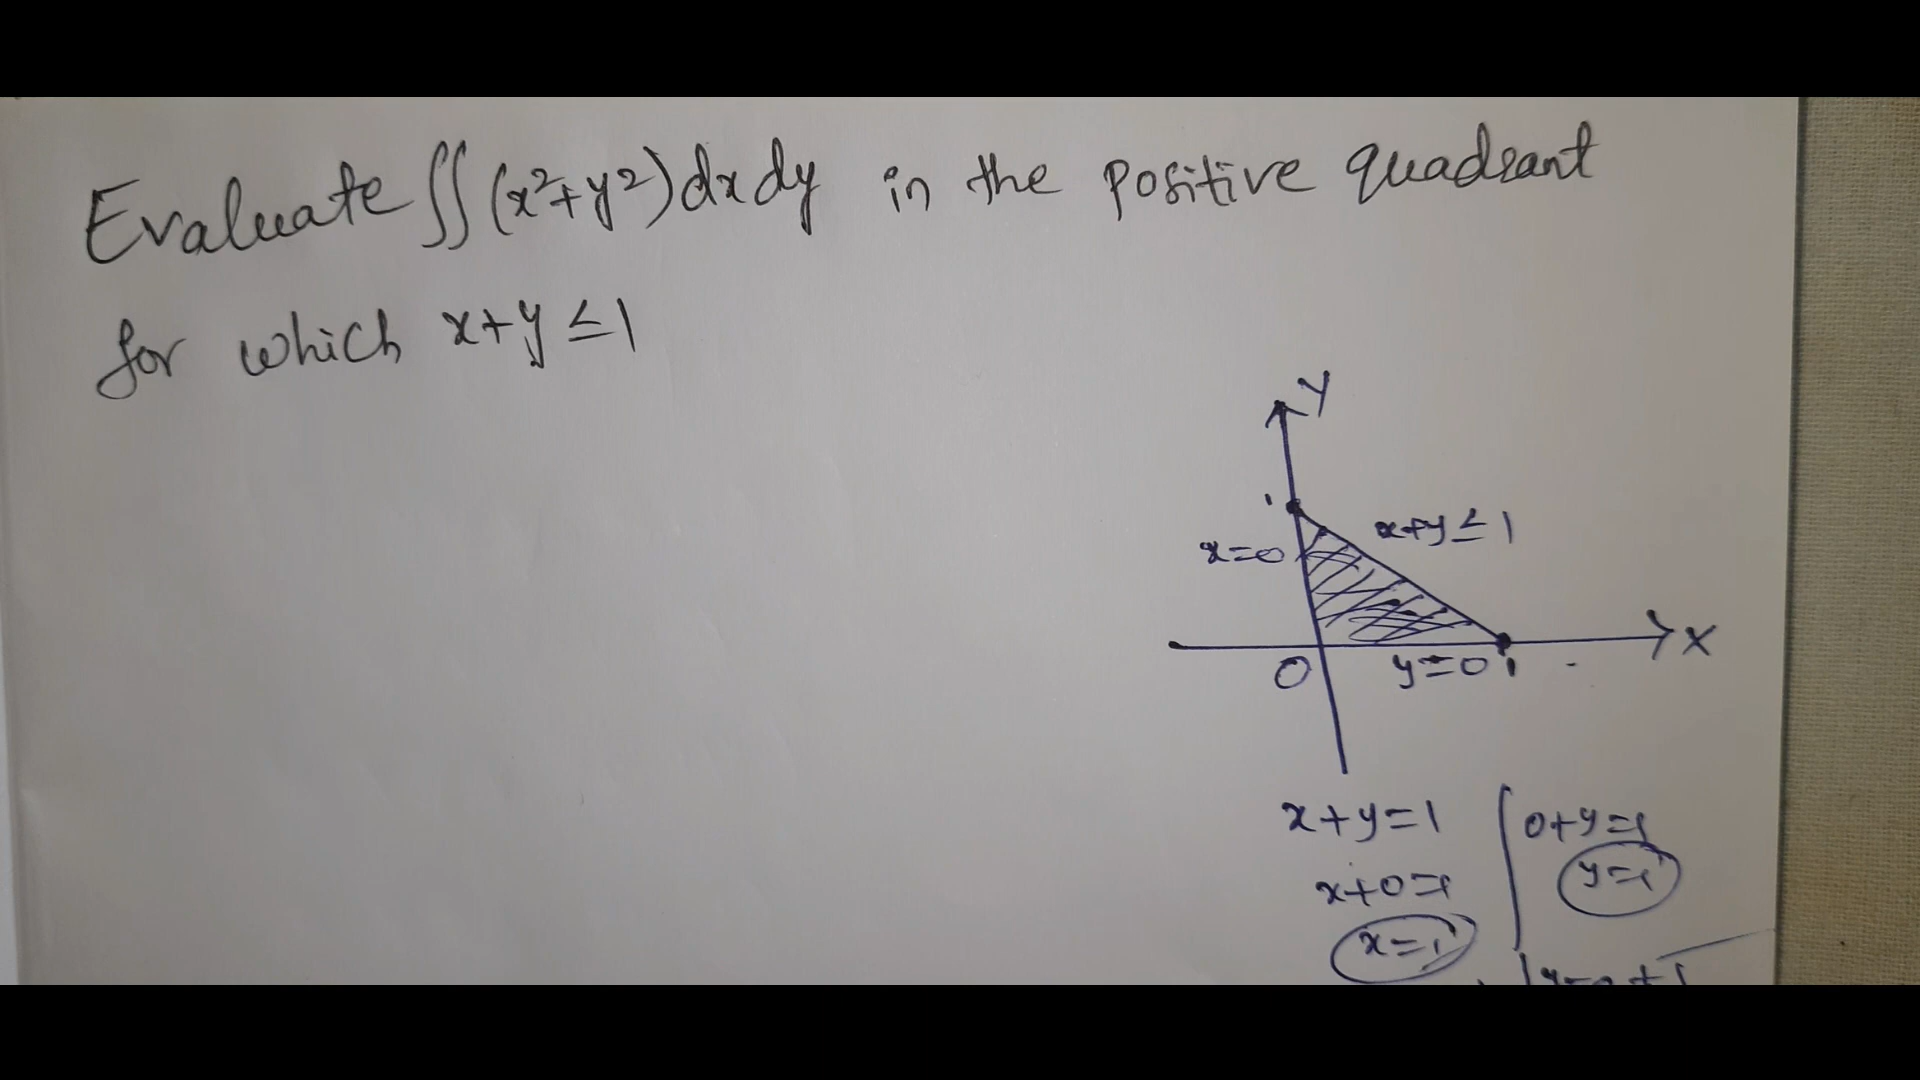 Evaluate ∬(x²+y²)dxdy in the positive quadrant
for which x+y≤1
Y
1
x+y≤1
x=0
X
O
y=0 1
x+y=1
0+y=1
y=1
x+0=1
x=1